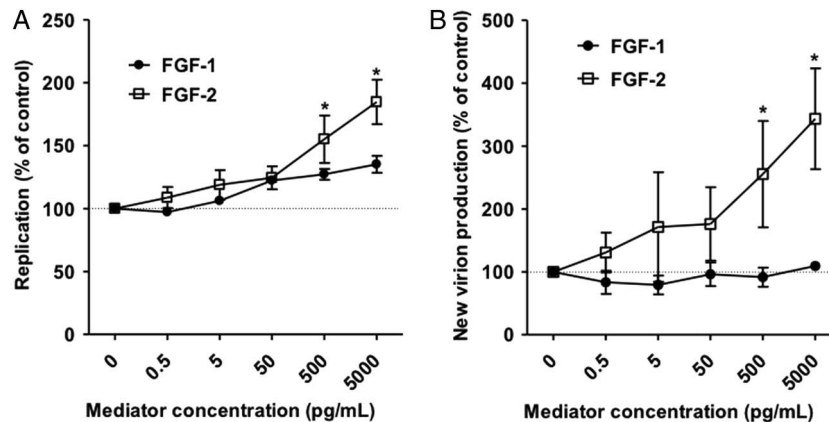 A
Replication (% of control)
250
200
150
100
50
0
FGF-1
FGF-2
*
*
0
0.5
5
50
500
5000
Mediator concentration (pg/mL)
B
New virion production (% of control)
500
400
300
200
100
0
FGF-1
FGF-2
*
*
0
0.5
5
50
500
5000
Mediator concentration (pg/mL)